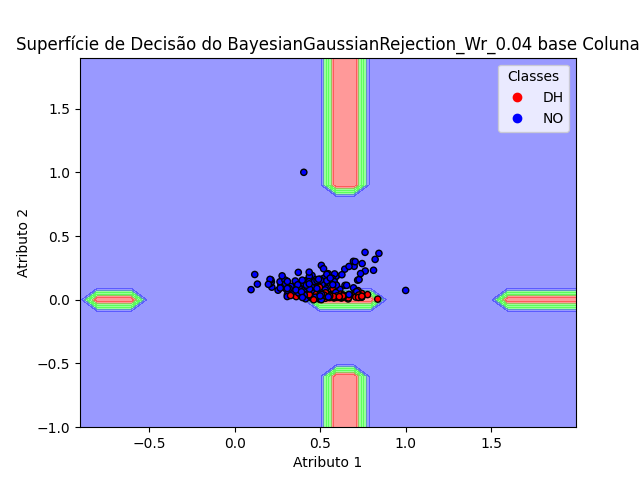 Superfície de Decisão do BayesianGaussianRejection_Wr_0.04 base Coluna
Classes
DH
NO
1.5
1.0
0.5
0.0
−0.5
−1.0
Atributo 2
−0.5
0.0
0.5
1.0
1.5
Atributo 1